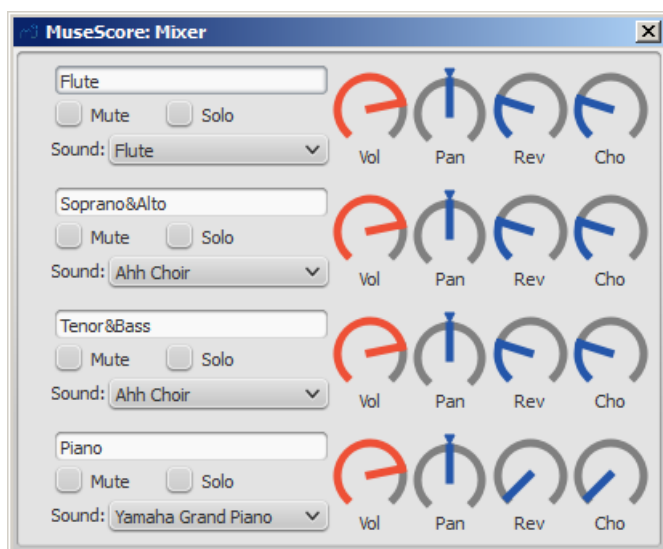 MuseScore: Mixer
Flute
Mute Solo
Sound: Flute
Vol Pan Rev Cho
Soprano&Alto
Mute Solo
Sound: Ahh Choir
Vol Pan Rev Cho
Tenor&Bass
Mute Solo
Sound: Ahh Choir
Vol Pan Rev Cho
Piano
Mute Solo
Sound: Yamaha Grand Piano
Vol Pan Rev Cho